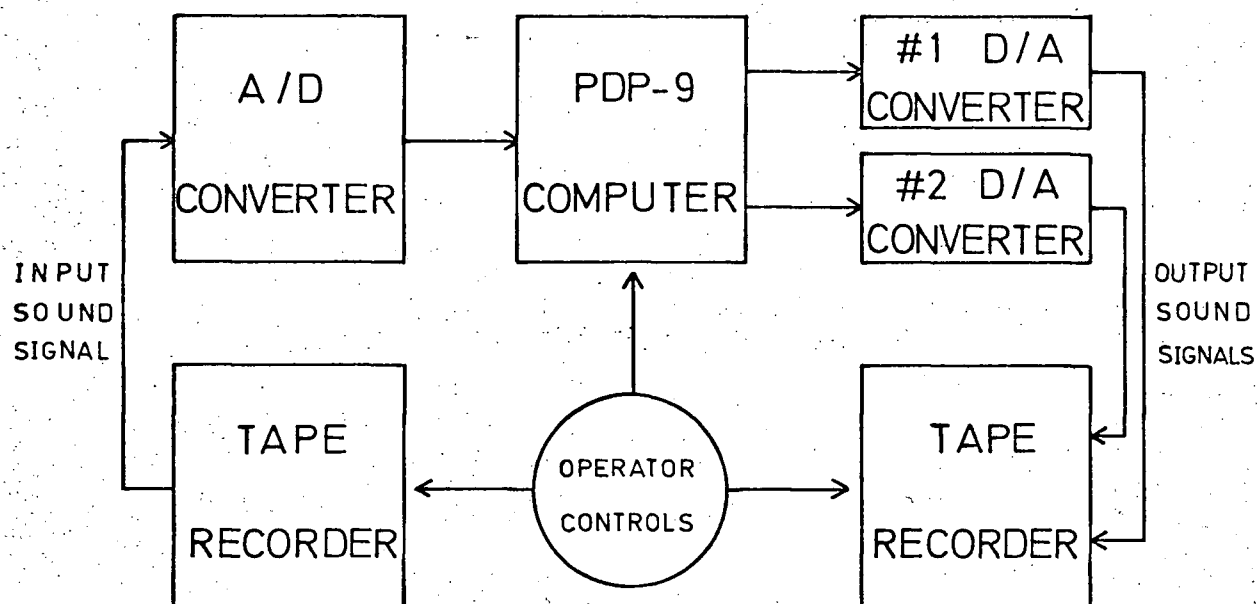 A/D
CONVERTER
PDP-9
COMPUTER
#1 D/A
CONVERTER
#2 D/A
CONVERTER
INPUT
SOUND
SIGNAL
OUTPUT
SOUND
SIGNALS
TAPE
RECORDER
OPERATOR
CONTROLS
TAPE
RECORDER